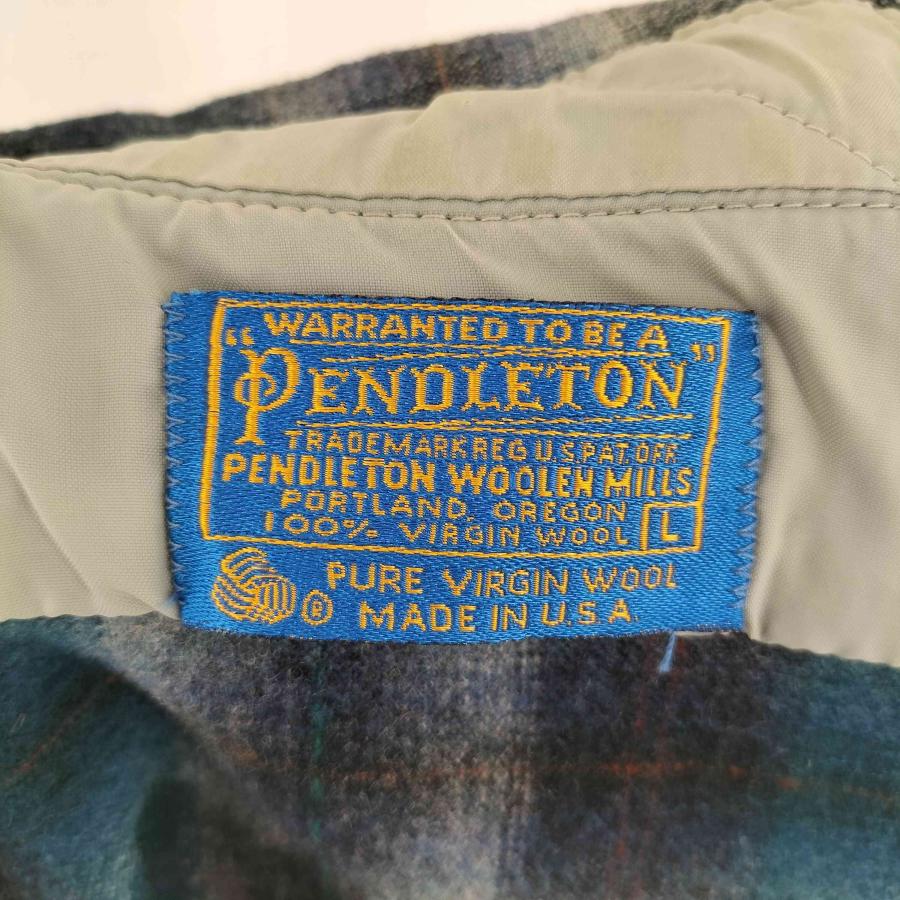 "WARRANTED TO BE A
PENDLETON"
TRADEMARK REG U.S. PAT. OFF.
PENDLETON WOOLEN MILLS
PORTLAND, OREGON
100% VIRGIN WOOL L
PURE VIRGIN WOOL
® MADE IN U.S.A.